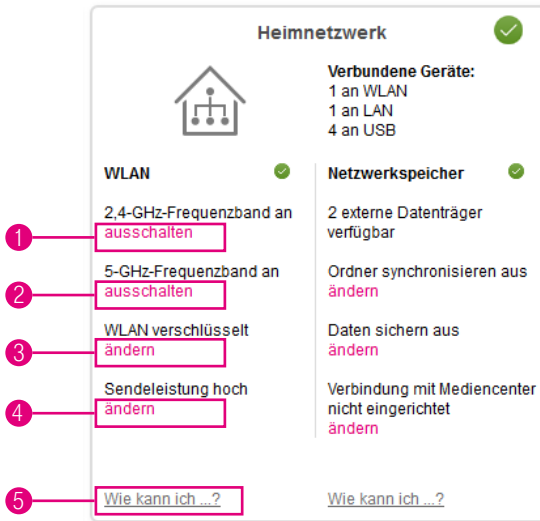 Heimnetzwerk
Verbundene Geräte:
1 an WLAN
1 an LAN
4 an USB
WLAN
1
2,4-GHz-Frequenzband an
ausschalten
2
5-GHz-Frequenzband an
ausschalten
3
WLAN verschlüsselt
ändern
4
Sendeleistung hoch
ändern
5
Wie kann ich ...?
Netzwerkspeicher
2 externe Datenträger
verfügbar
Ordner synchronisieren aus
ändern
Daten sichern aus
ändern
Verbindung mit Mediencenter
nicht eingerichtet
ändern
Wie kann ich ...?